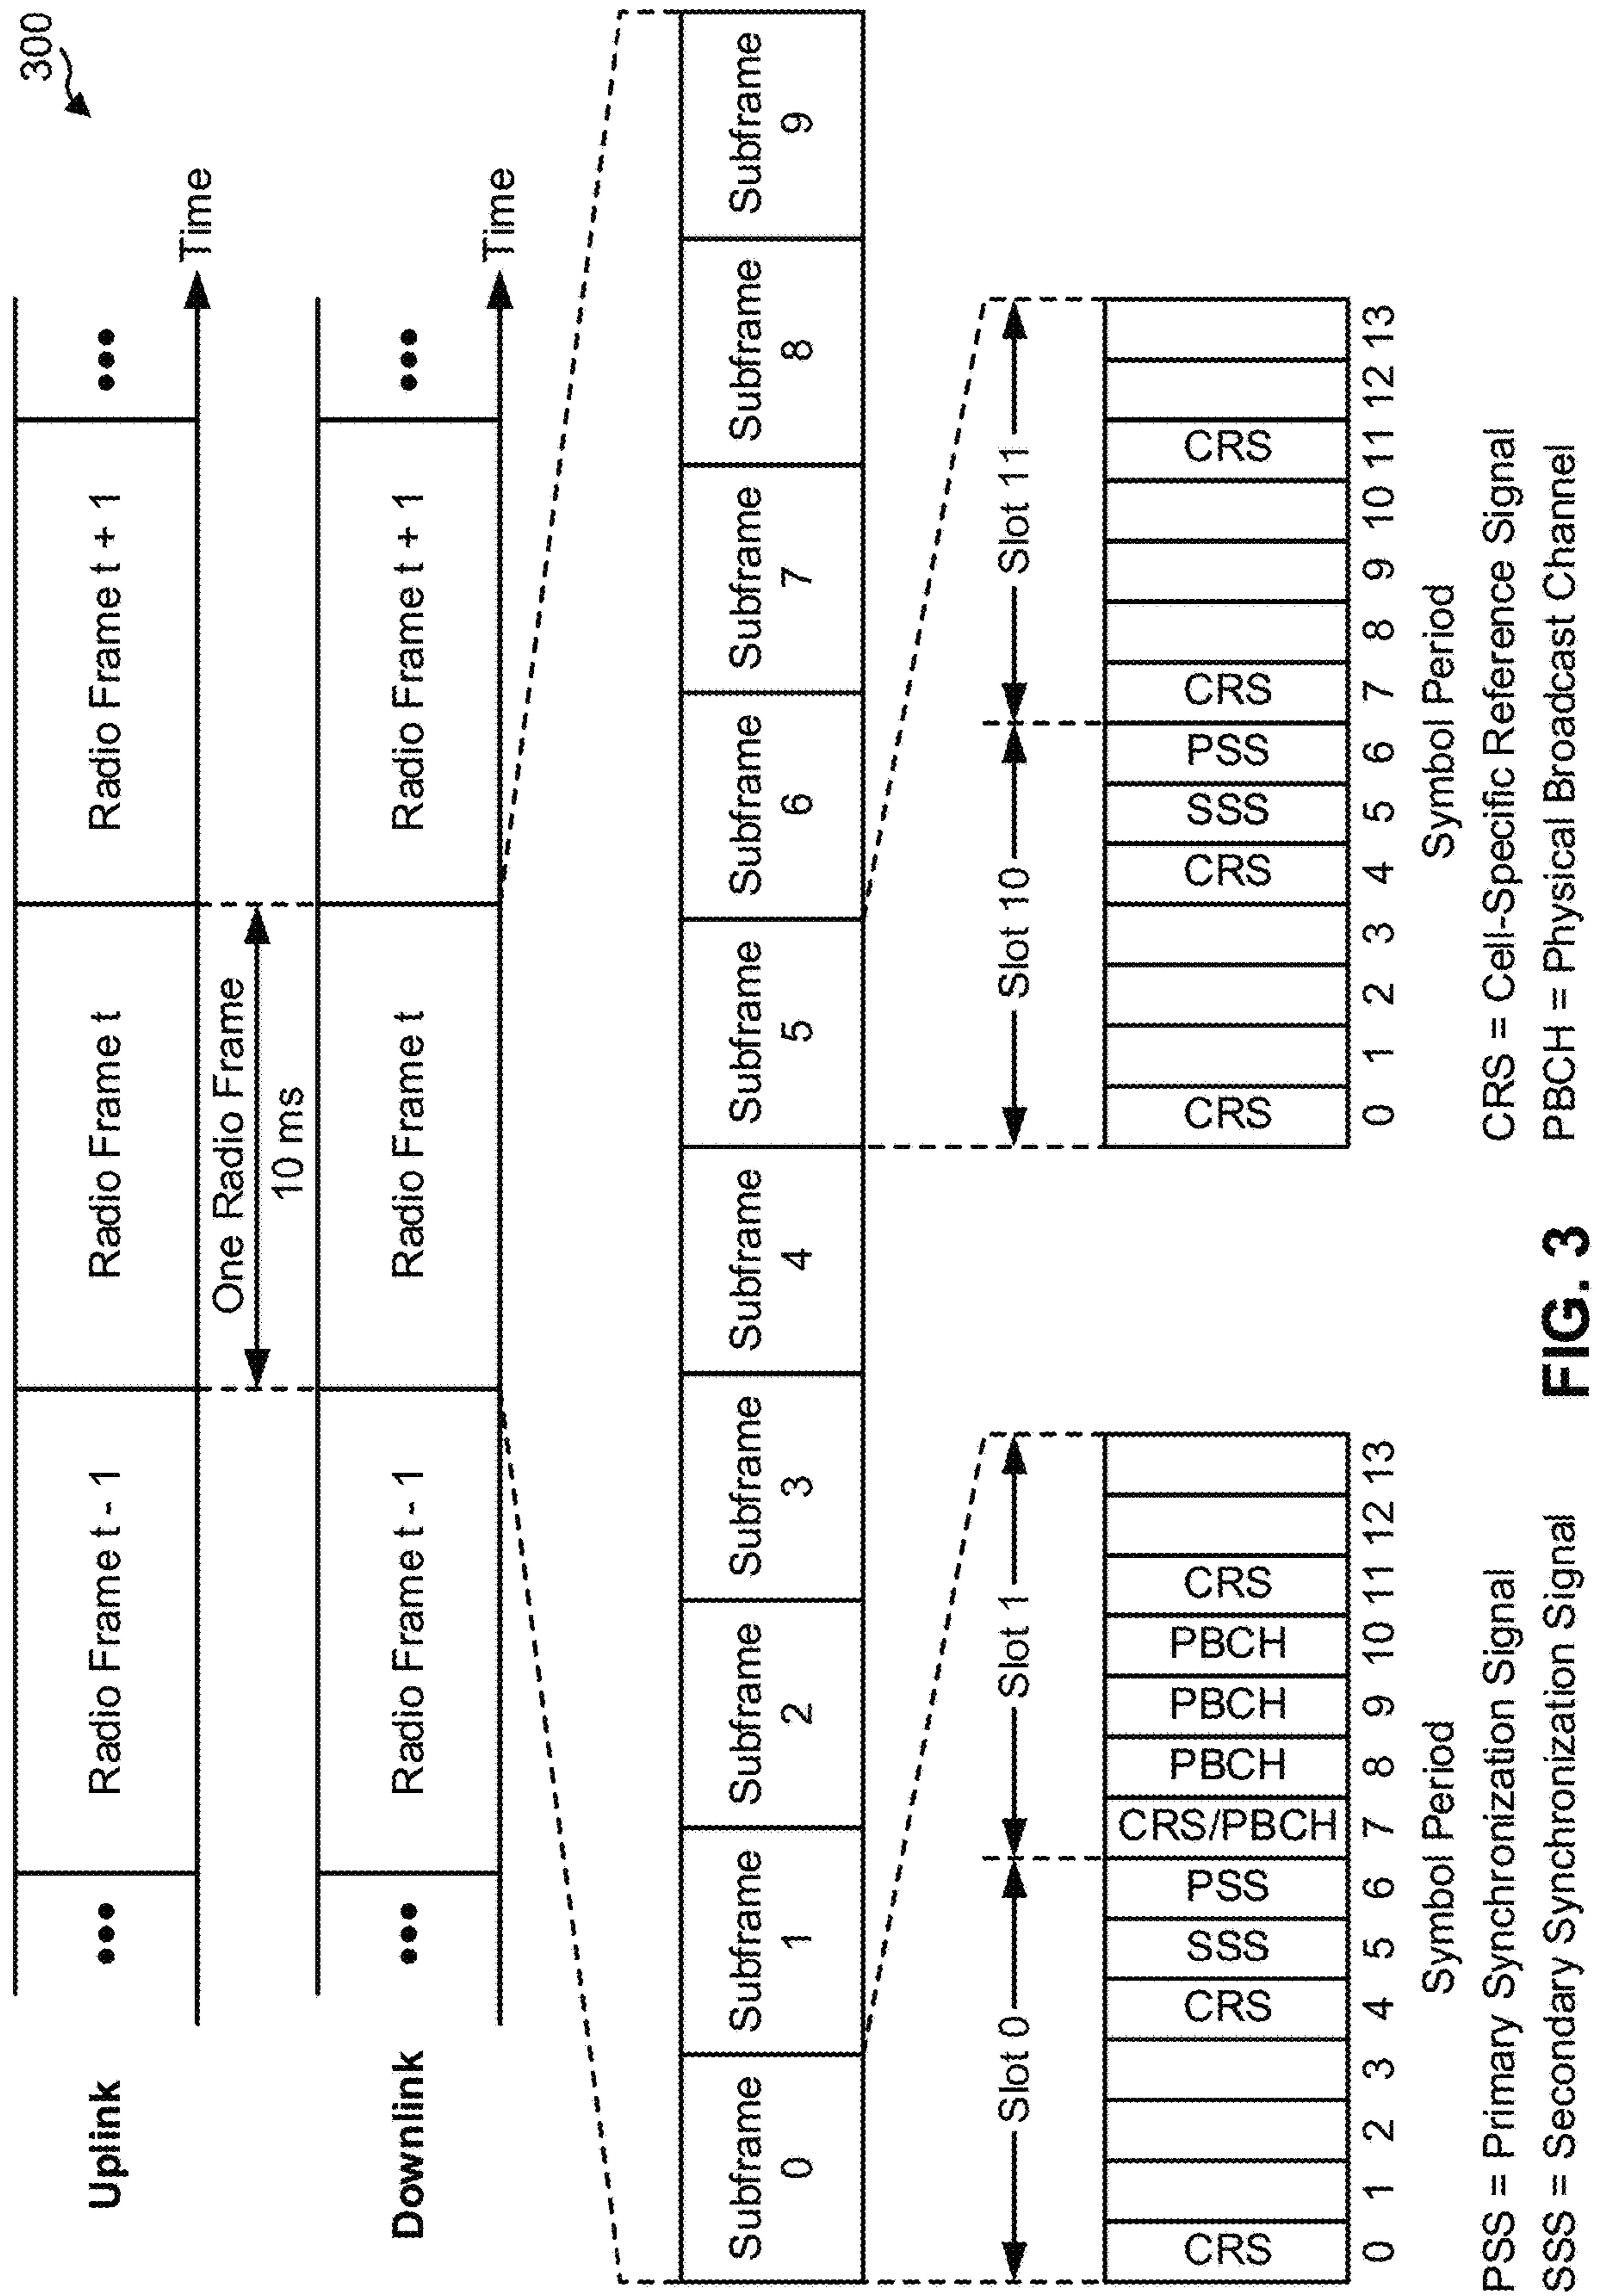 300
Uplink
••• Radio Frame t - 1 Radio Frame t Radio Frame t + 1 •••
Time
One Radio Frame
10 ms
Downlink
••• Radio Frame t - 1 Radio Frame t Radio Frame t + 1 •••
Time
Subframe 0
Subframe 1
Subframe 2
Subframe 3
Subframe 4
Subframe 5
Subframe 6
Subframe 7
Subframe 8
Subframe 9
Slot 0 Slot 1
CRS CRS SSS PSS CRS/PBCH PBCH PBCH PBCH CRS
0 1 2 3 4 5 6 7 8 9 10 11 12 13
Symbol Period
Slot 10 Slot 11
CRS CRS SSS PSS CRS CRS
0 1 2 3 4 5 6 7 8 9 10 11 12 13
Symbol Period
PSS = Primary Synchronization Signal
SSS = Secondary Synchronization Signal
CRS = Cell-Specific Reference Signal
PBCH = Physical Broadcast Channel
FIG. 3